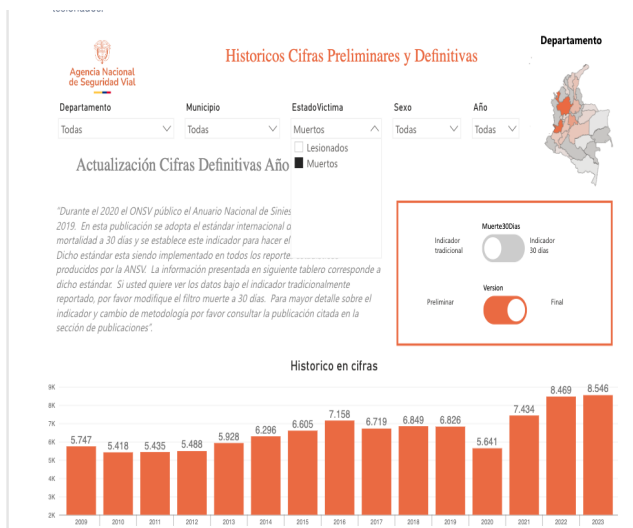 Historicos Cifras Preliminares y Definitivas
Departamento
Agencia Nacional
de Seguridad Vial
Departamento
Municipio
EstadoVictima
Sexo
Año
Todas
Todas
Muertos
Todas
Todas
Lesionados
Muertos
Actualización Cifras Definitivas Año
"Durante el 2020 el ONSV público el Anuario Nacional de Sinies
2019. En esta publicación se adopta el estándar internacional d
mortalidad a 30 días y se establece este indicador para hacer el
Dicho estándar esta siendo implementado en todos los reporte
producidos por la ANSV. La información presentada en siguiente tablero corresponde a
dicho estándar. Si usted quiere ver los datos bajo el indicador tradicionalmente
reportado, por favor modifique el filtro muerte a 30 días. Para mayor detalle sobre el
indicador y cambio de metodología por favor consultar la publicación citada en la
sección de publicaciones".
Muerte30Dias
Indicador
tradicional
Indicador
30 días
Version
Preliminar
Final
Historico en cifras
9K
8K
7K
6K
5K
4K
3K
2K
5.747
5.418
5.435
5.488
5.928
6.296
6.605
7.158
6.719
6.849
6.826
5.641
7.434
8.469
8.546
2009
2010
2011
2012
2013
2014
2015
2016
2017
2018
2019
2020
2021
2022
2023